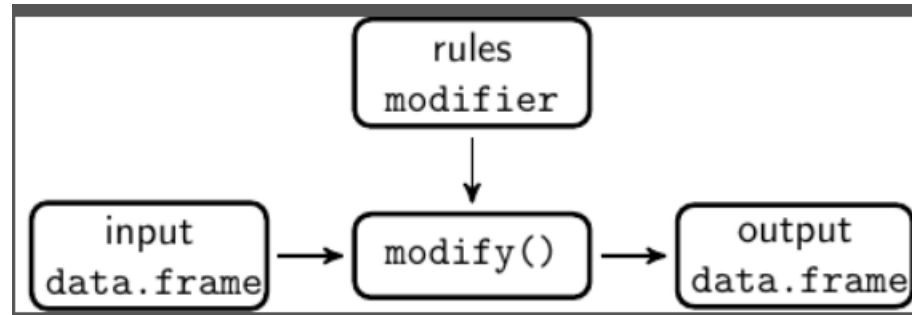 rules
modifier
input
data.frame
modify()
output
data.frame